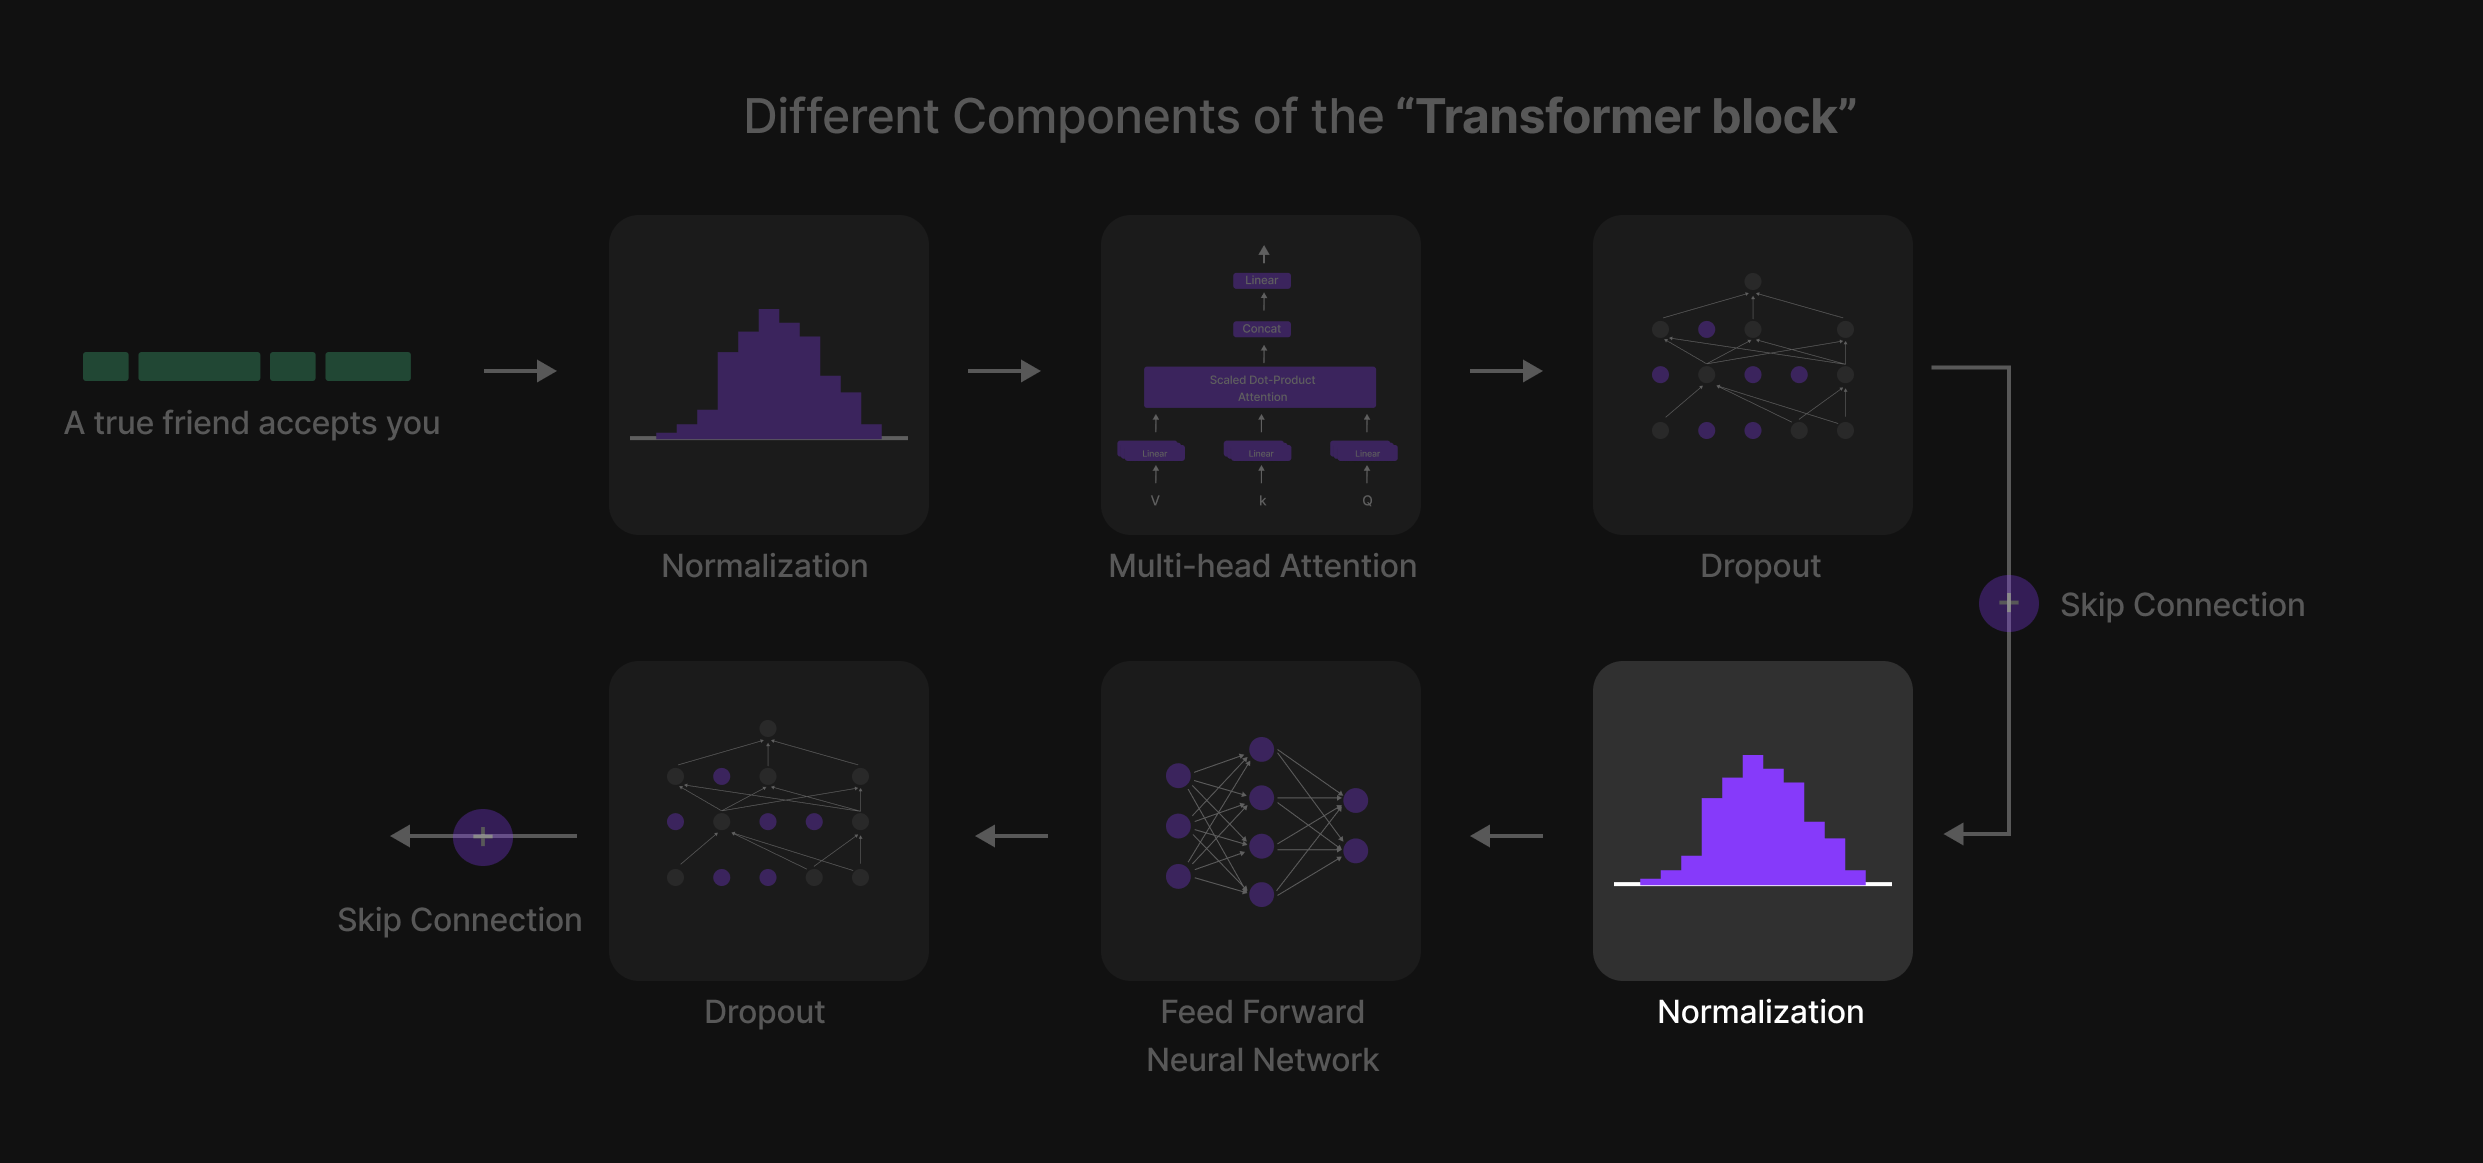 Different Components of the “Transformer block”
A true friend accepts you
Linear
Concat
Scaled Dot-Product
Attention
Linear
Linear
Linear
V
k
Q
Normalization
Multi-head Attention
Dropout
+
Skip Connection
+
Skip Connection
Dropout
Feed Forward
Neural Network
Normalization